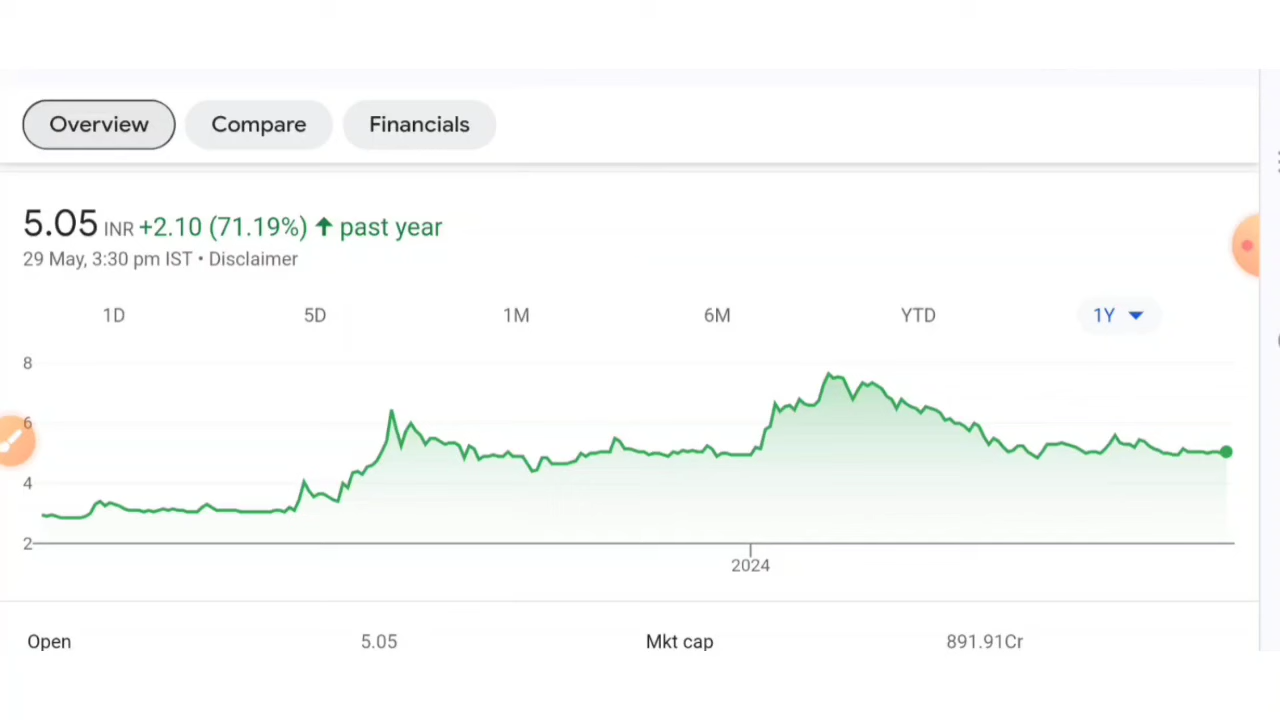 Overview Compare Financials
5.05 INR +2.10 (71.19%) ↑ past year
29 May, 3:30 pm IST • Disclaimer
1D 5D 1M 6M YTD 1Y
8
6
4
2
2024
Open 5.05 Mkt cap 891.91Cr